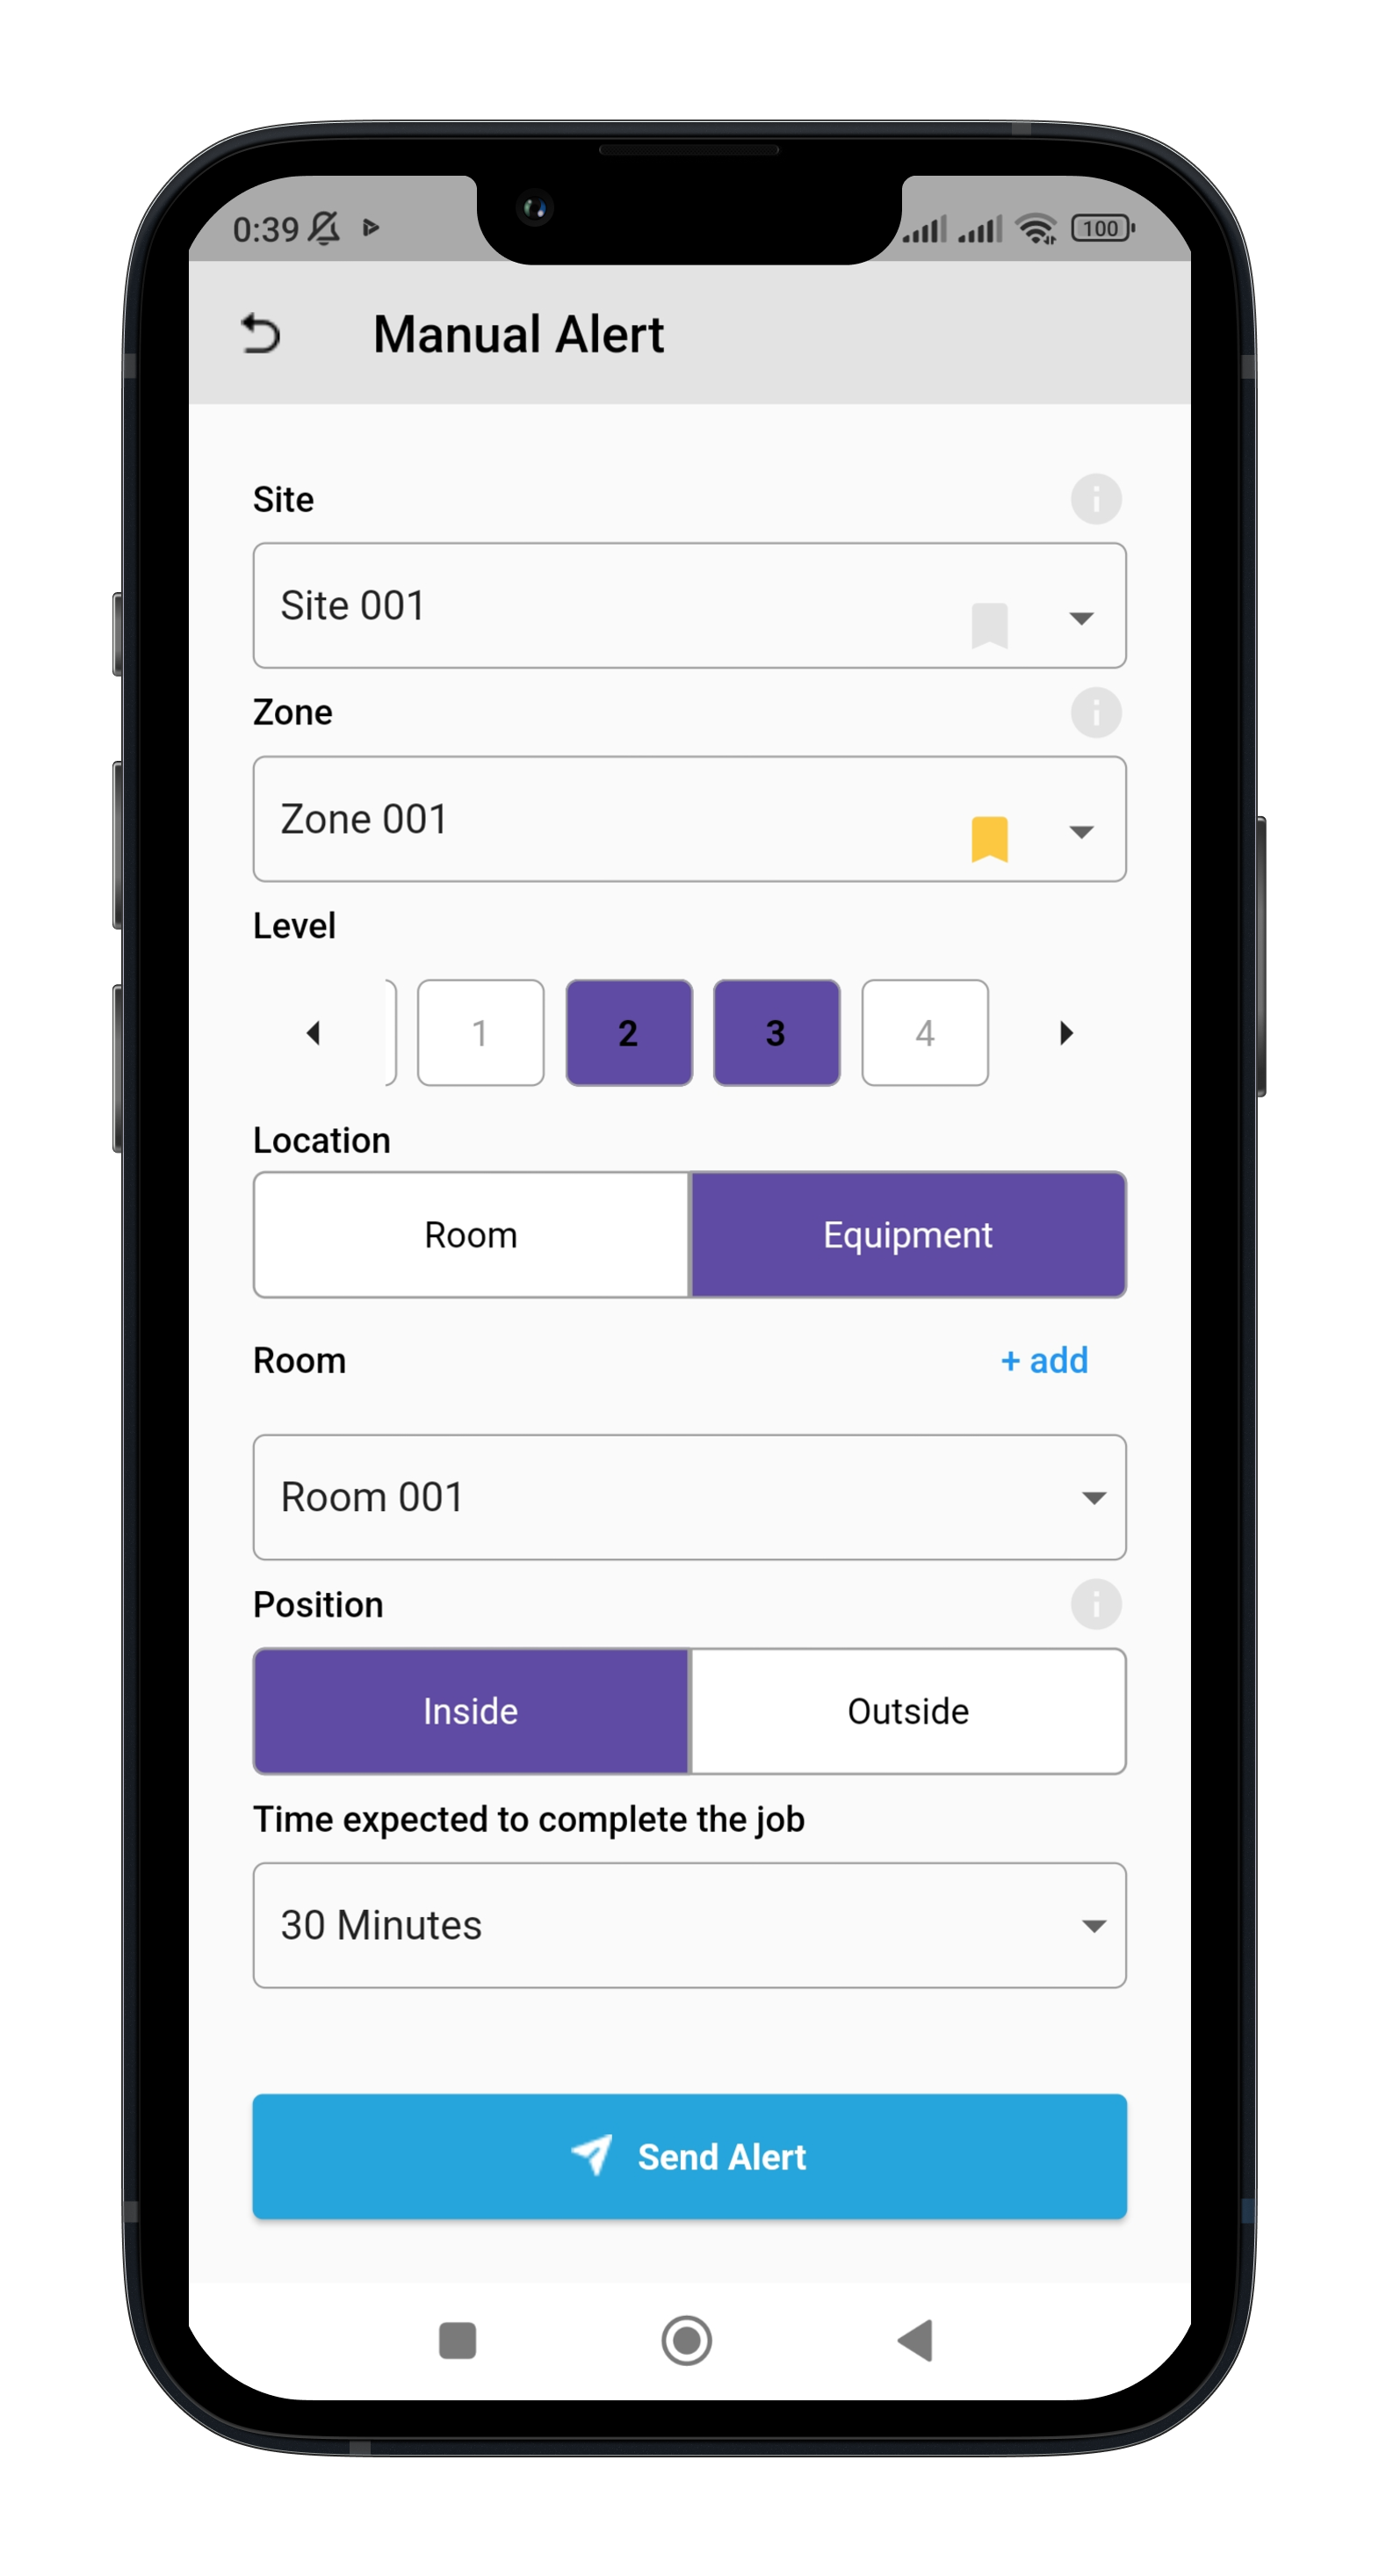 0:39 100
Manual Alert
Site
Site 001
Zone
Zone 001
Level
1 2 3 4
Location
Room Equipment
Room + add
Room 001
Position
Inside Outside
Time expected to complete the job
30 Minutes
Send Alert